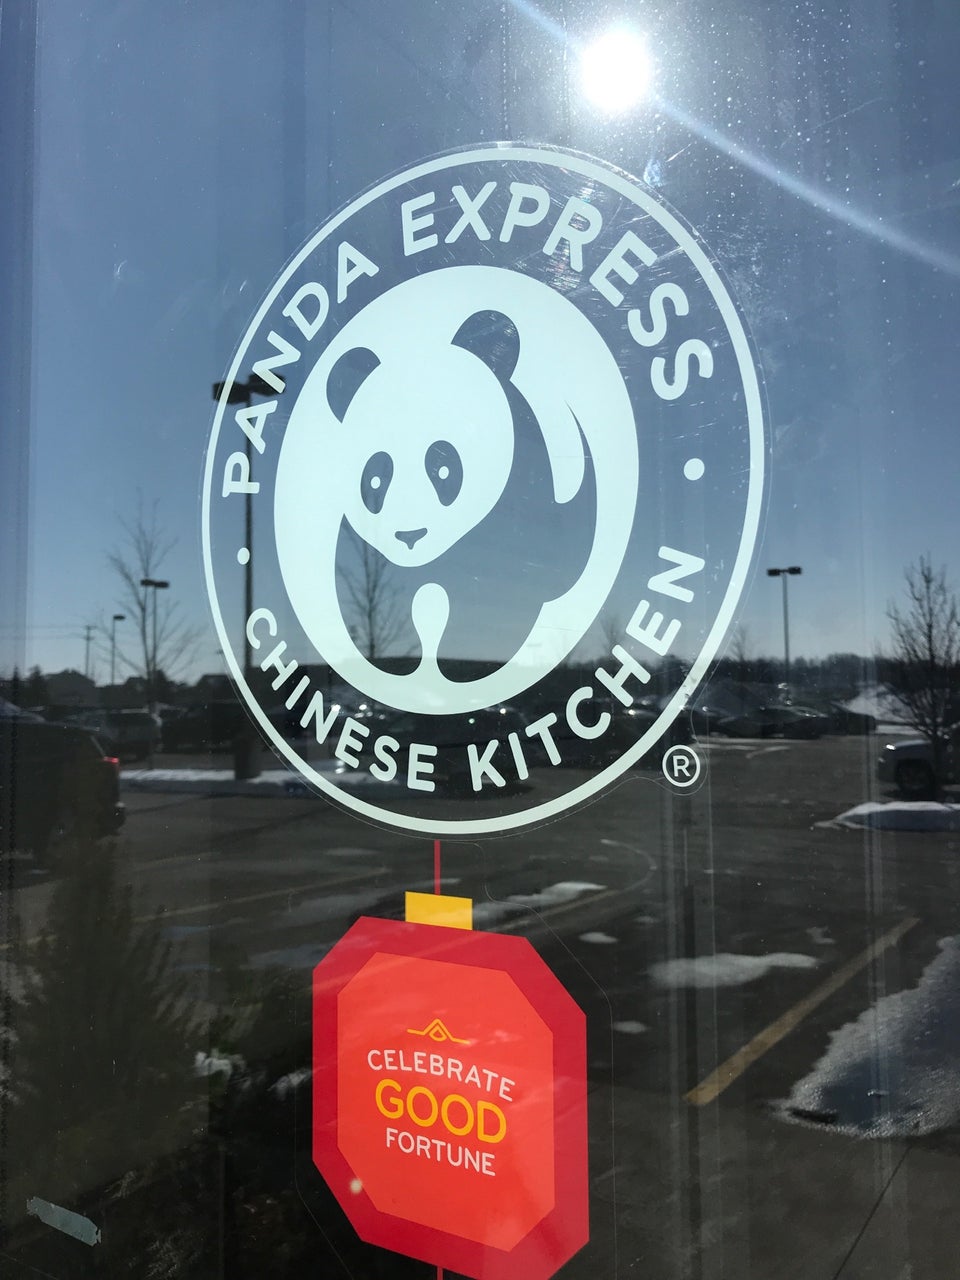 PANDA EXPRESS
CHINESE KITCHEN
®
CELEBRATE
GOOD
FORTUNE